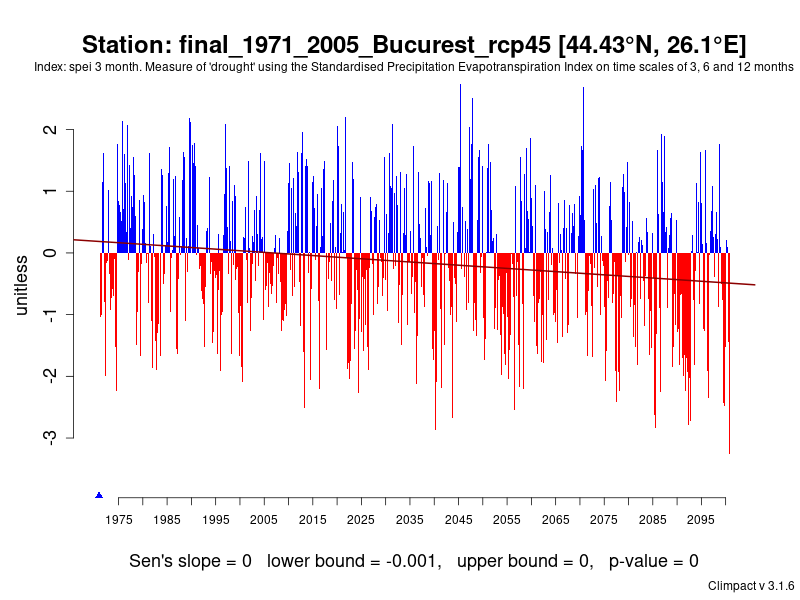 Station: final_1971_2005_Bucurest_rcp45 [44.43°N, 26.1°E]
Index: spei 3 month. Measure of 'drought' using the Standardised Precipitation Evapotranspiration Index on time scales of 3, 6 and 12 months
unitless
2
1
0
-1
-2
-3
1975 1985 1995 2005 2015 2025 2035 2045 2055 2065 2075 2085 2095
Sen's slope = 0 lower bound = -0.001, upper bound = 0, p-value = 0
Climpact v 3.1.6